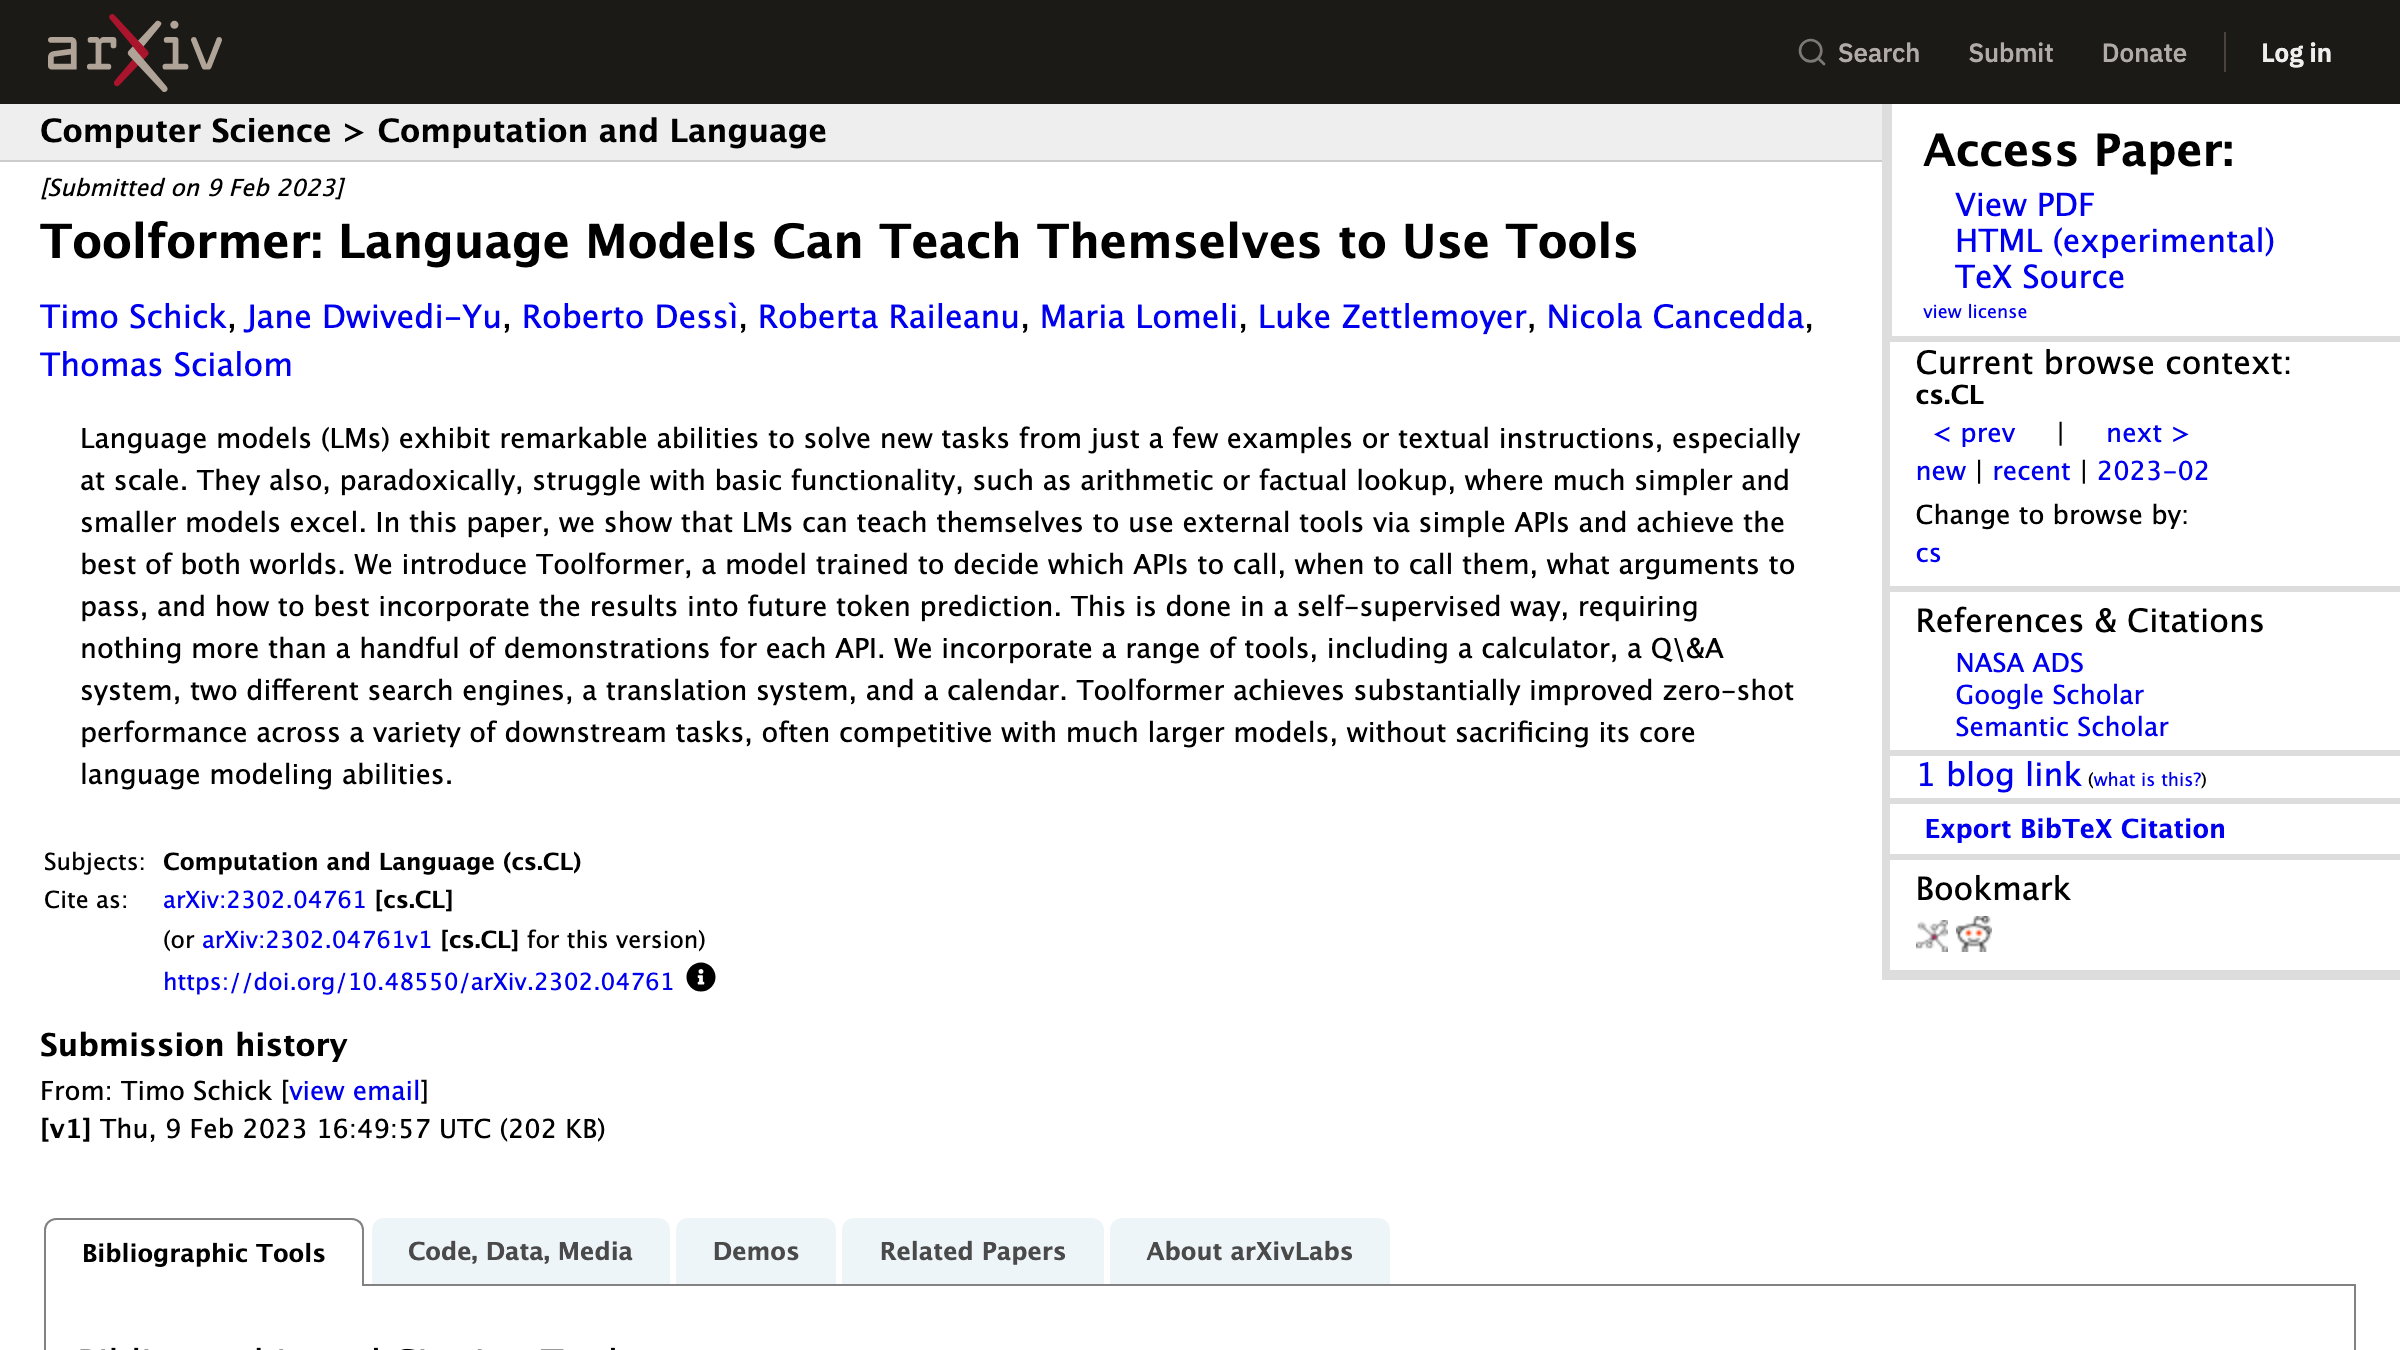 arXiv
Search Submit Donate Log in
Computer Science > Computation and Language
[Submitted on 9 Feb 2023]
Toolformer: Language Models Can Teach Themselves to Use Tools
Timo Schick, Jane Dwivedi-Yu, Roberto Dessì, Roberta Raileanu, Maria Lomeli, Luke Zettlemoyer, Nicola Cancedda,
Thomas Scialom
Language models (LMs) exhibit remarkable abilities to solve new tasks from just a few examples or textual instructions, especially
at scale. They also, paradoxically, struggle with basic functionality, such as arithmetic or factual lookup, where much simpler and
smaller models excel. In this paper, we show that LMs can teach themselves to use external tools via simple APIs and achieve the
best of both worlds. We introduce Toolformer, a model trained to decide which APIs to call, when to call them, what arguments to
pass, and how to best incorporate the results into future token prediction. This is done in a self-supervised way, requiring
nothing more than a handful of demonstrations for each API. We incorporate a range of tools, including a calculator, a Q\&A
system, two different search engines, a translation system, and a calendar. Toolformer achieves substantially improved zero-shot
performance across a variety of downstream tasks, often competitive with much larger models, without sacrificing its core
language modeling abilities.
Subjects: Computation and Language (cs.CL)
Cite as: arXiv:2302.04761 [cs.CL]
(or arXiv:2302.04761v1 [cs.CL] for this version)
https://doi.org/10.48550/arXiv.2302.04761
Submission history
From: Timo Schick [view email]
[v1] Thu, 9 Feb 2023 16:49:57 UTC (202 KB)
Access Paper:
View PDF
HTML (experimental)
TeX Source
view license
Current browse context:
cs.CL
< prev | next >
new | recent | 2023-02
Change to browse by:
cs
References & Citations
NASA ADS
Google Scholar
Semantic Scholar
1 blog link (what is this?)
Export BibTeX Citation
Bookmark
Bibliographic Tools
Code, Data, Media
Demos
Related Papers
About arXivLabs